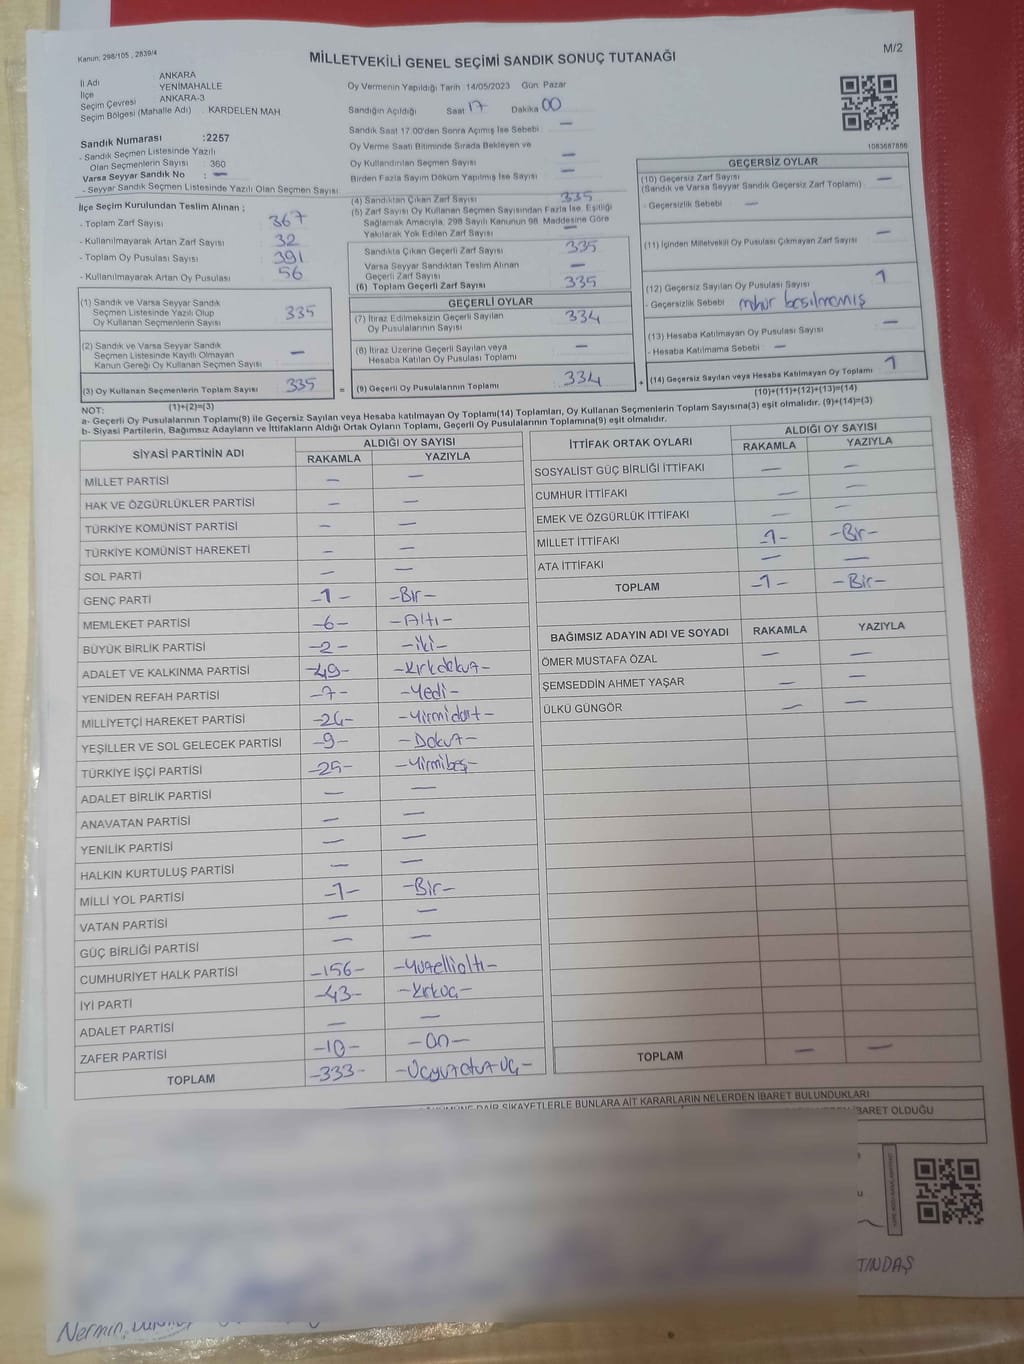 Kanun: 298/105 , 2839/4
MİLLETVEKİLİ GENEL SEÇİMİ SANDIK SONUÇ TUTANAĞI
M/2
İl Adı ANKARA
İlçe YENİMAHALLE
Seçim Çevresi ANKARA-3
Seçim Bölgesi (Mahalle Adı) KARDELEN MAH
Sandık Numarası :2257
- Sandık Seçmen Listesinde Yazılı
Olan Seçmenlerin Sayısı : 360
Varsa Seyyar Sandık No : —
- Seyyar Sandık Seçmen Listesinde Yazılı Olan Seçmen Sayısı
Oy Vermenin Yapıldığı Tarih 14/05/2023 Gün Pazar
Sandığın Açıldığı Saat 17 Dakika 00
Sandık Saat 17.00'den Sonra Açımış İse Sebebi —
Oy Verme Saati Bitiminde Sırada Bekleyen ve
Oy Kullandırılan Seçmen Sayısı —
Birden Fazla Sayım Döküm Yapılmış İse Sayısı —
1083687866
İlçe Seçim Kurulundan Teslim Alınan ;
- Toplam Zarf Sayısı 367
- Kullanılmayarak Artan Zarf Sayısı 32
- Toplam Oy Pusulası Sayısı 391
- Kullanılmayarak Artan Oy Pusulası 56
(1) Sandık ve Varsa Seyyar Sandık
Seçmen Listesinde Yazılı Olup
Oy Kullanan Seçmenlerin Sayısı 335
(2) Sandık ve Varsa Seyyar Sandık
Seçmen Listesinde Kayıtlı Olmayan
Kanun Gereği Oy Kullanan Seçmen Sayısı —
(3) Oy Kullanan Seçmenlerin Toplam Sayısı 335 =
(1)+(2)=(3)
(4) Sandıktan Çıkan Zarf Sayısı 335
(5) Zarf Sayısı Oy Kullanan Seçmen Sayısından Fazla İse, Eşitliği
Sağlamak Amacıyla, 298 Sayılı Kanunun 98. Maddesine Göre
Yakılarak Yok Edilen Zarf Sayısı —
Sandıkta Çıkan Geçerli Zarf Sayısı 335
Varsa Seyyar Sandıktan Teslim Alınan
Geçerli Zarf Sayısı —
(6) Toplam Geçerli Zarf Sayısı 335
GEÇERLİ OYLAR
(7) İtiraz Edilmeksizin Geçerli Sayılan
Oy Pusulalarının Sayısı 334
(8) İtiraz Üzerine Geçerli Sayılan veya
Hesaba Katılan Oy Pusulası Toplamı —
(9) Geçerli Oy Pusulalarının Toplamı 334 +
GEÇERSİZ OYLAR
(10) Geçersiz Zarf Sayısı —
(Sandık ve Varsa Seyyar Sandık Geçersiz Zarf Toplamı)
- Geçersizlik Sebebi —
(11) İçinden Milletvekili Oy Pusulası Çıkmayan Zarf Sayısı —
(12) Geçersiz Sayılan Oy Pusulası Sayısı 1
- Geçersizlik Sebebi mühür basılmamış
(13) Hesaba Katılmayan Oy Pusulası Sayısı —
- Hesaba Katılmama Sebebi —
(14) Geçersiz Sayılan veya Hesaba Katılmayan Oy Toplamı 1
(10)+(11)+(12)+(13)=(14)
NOT:
a- Geçerli Oy Pusulalarının Toplamı(9) ile Geçersiz Sayılan veya Hesaba katılmayan Oy Toplamı(14) Toplamları, Oy Kullanan Seçmenlerin Toplam Sayısına(3) eşit olmalıdır. (9)+(14)=(3)
b- Siyasi Partilerin, Bağımsız Adayların ve İttifakların Aldığı Ortak Oyların Toplamı, Geçerli Oy Pusulalarının Toplamına(9) eşit olmalıdır.
SİYASİ PARTİNİN ADI ALDIĞI OY SAYISI
RAKAMLA YAZIYLA
MİLLET PARTİSİ — —
HAK VE ÖZGÜRLÜKLER PARTİSİ — —
TÜRKİYE KOMÜNİST PARTİSİ — —
TÜRKİYE KOMÜNİST HAREKETİ — —
SOL PARTİ — —
GENÇ PARTİ -1- -Bir-
MEMLEKET PARTİSİ -6- -Altı-
BÜYÜK BİRLİK PARTİSİ -2- -iki-
ADALET VE KALKINMA PARTİSİ -49- -Kırkdokuz-
YENİDEN REFAH PARTİSİ -7- -Yedi-
MİLLİYETÇİ HAREKET PARTİSİ -24- -Yirmidört-
YEŞİLLER VE SOL GELECEK PARTİSİ -9- -Dokuz-
TÜRKİYE İŞÇİ PARTİSİ -25- -Yirmibeş-
ADALET BİRLİK PARTİSİ — —
ANAVATAN PARTİSİ — —
YENİLİK PARTİSİ — —
HALKIN KURTULUŞ PARTİSİ — —
MİLLİ YOL PARTİSİ -1- -Bir-
VATAN PARTİSİ — —
GÜÇ BİRLİĞİ PARTİSİ — —
CUMHURİYET HALK PARTİSİ -156- -Yüzellialtı-
İYİ PARTİ -43- -Kırküç-
ADALET PARTİSİ — —
ZAFER PARTİSİ -10- -On-
TOPLAM -333- -Üçyüzotuzüç-
İTTİFAK ORTAK OYLARI ALDIĞI OY SAYISI
RAKAMLA YAZIYLA
SOSYALİST GÜÇ BİRLİĞİ İTTİFAKI — —
CUMHUR İTTİFAKI — —
EMEK VE ÖZGÜRLÜK İTTİFAKI — —
MİLLET İTTİFAKI -1- -Bir-
ATA İTTİFAKI — —
TOPLAM -1- -Bir-
BAĞIMSIZ ADAYIN ADI VE SOYADI RAKAMLA YAZIYLA
ÖMER MUSTAFA ÖZAL — —
ŞEMSEDDİN AHMET YAŞAR — —
ÜLKÜ GÜNGÖR — —
TOPLAM — —
DAİR ŞİKAYETLERLE BUNLARA AİT KARARLARIN NELERDEN İBARET BULUNDUKLARI
İBARET OLDUĞU
TINDAŞ
Nermin